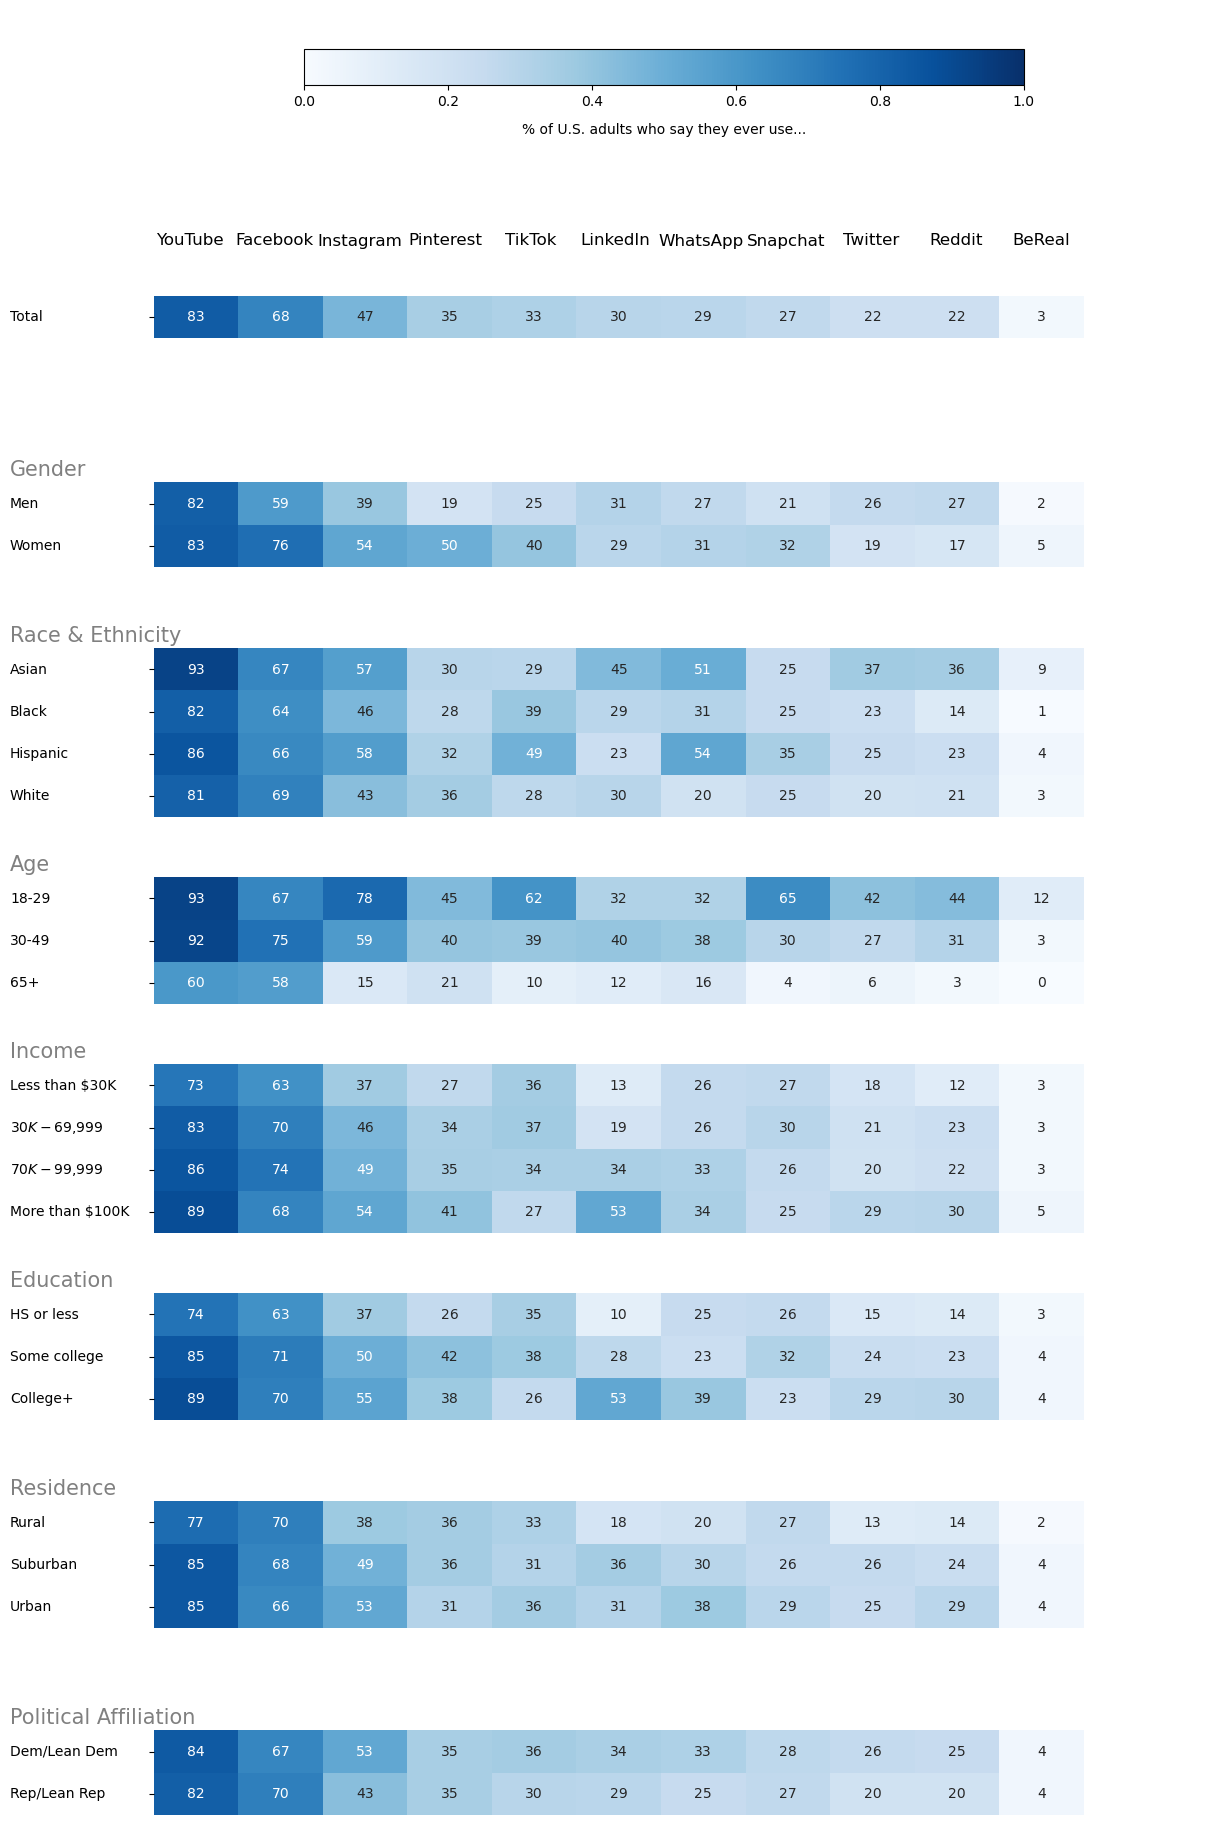 0.0 0.2 0.4 0.6 0.8 1.0
% of U.S. adults who say they ever use...
YouTube Facebook Instagram Pinterest TikTok LinkedIn WhatsApp Snapchat Twitter Reddit BeReal
Total 83 68 47 35 33 30 29 27 22 22 3
Gender
Men 82 59 39 19 25 31 27 21 26 27 2
Women 83 76 54 50 40 29 31 32 19 17 5
Race & Ethnicity
Asian 93 67 57 30 29 45 51 25 37 36 9
Black 82 64 46 28 39 29 31 25 23 14 1
Hispanic 86 66 58 32 49 23 54 35 25 23 4
White 81 69 43 36 28 30 20 25 20 21 3
Age
18-29 93 67 78 45 62 32 32 65 42 44 12
30-49 92 75 59 40 39 40 38 30 27 31 3
65+ 60 58 15 21 10 12 16 4 6 3 0
Income
Less than $30K 73 63 37 27 36 13 26 27 18 12 3
30K − 69,999 83 70 46 34 37 19 26 30 21 23 3
70K − 99,999 86 74 49 35 34 34 33 26 20 22 3
More than $100K 89 68 54 41 27 53 34 25 29 30 5
Education
HS or less 74 63 37 26 35 10 25 26 15 14 3
Some college 85 71 50 42 38 28 23 32 24 23 4
College+ 89 70 55 38 26 53 39 23 29 30 4
Residence
Rural 77 70 38 36 33 18 20 27 13 14 2
Suburban 85 68 49 36 31 36 30 26 26 24 4
Urban 85 66 53 31 36 31 38 29 25 29 4
Political Affiliation
Dem/Lean Dem 84 67 53 35 36 34 33 28 26 25 4
Rep/Lean Rep 82 70 43 35 30 29 25 27 20 20 4